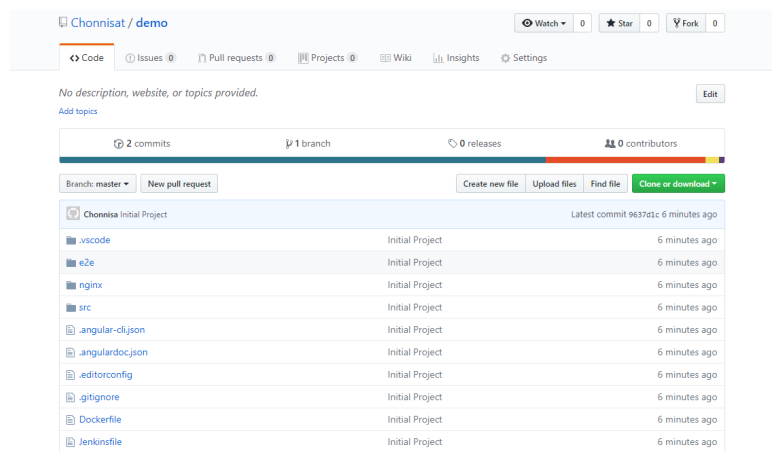 Chonnisat / demo
Watch 0 Star 0 Fork 0
Code Issues 0 Pull requests 0 Projects 0 Wiki Insights Settings
No description, website, or topics provided. Edit
Add topics
2 commits 1 branch 0 releases 0 contributors
Branch: master New pull request Create new file Upload files Find file Clone or download
Chonnisa Initial Project Latest commit 9637d1c 6 minutes ago
.vscode Initial Project 6 minutes ago
e2e Initial Project 6 minutes ago
nginx Initial Project 6 minutes ago
src Initial Project 6 minutes ago
.angular-cli.json Initial Project 6 minutes ago
.angulardoc.json Initial Project 6 minutes ago
.editorconfig Initial Project 6 minutes ago
.gitignore Initial Project 6 minutes ago
Dockerfile Initial Project 6 minutes ago
Jenkinsfile Initial Project 6 minutes ago